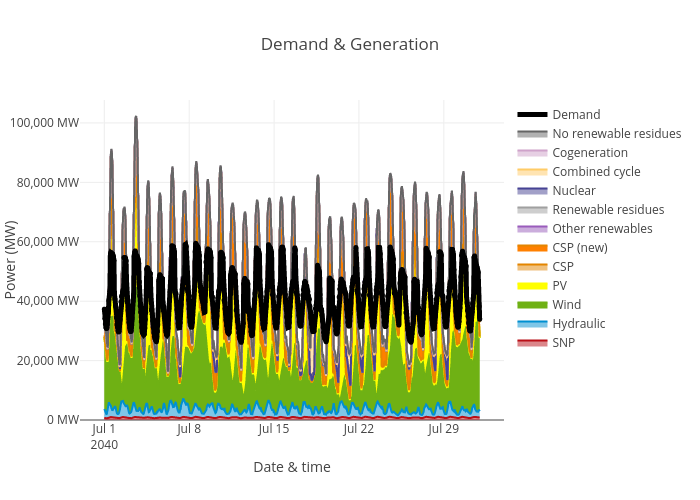 Demand & Generation
100,000 MW
80,000 MW
60,000 MW
40,000 MW
20,000 MW
0 MW
Power (MW)
Jul 1
2040
Jul 8
Jul 15
Jul 22
Jul 29
Date & time
Demand
No renewable residues
Cogeneration
Combined cycle
Nuclear
Renewable residues
Other renewables
CSP (new)
CSP
PV
Wind
Hydraulic
SNP